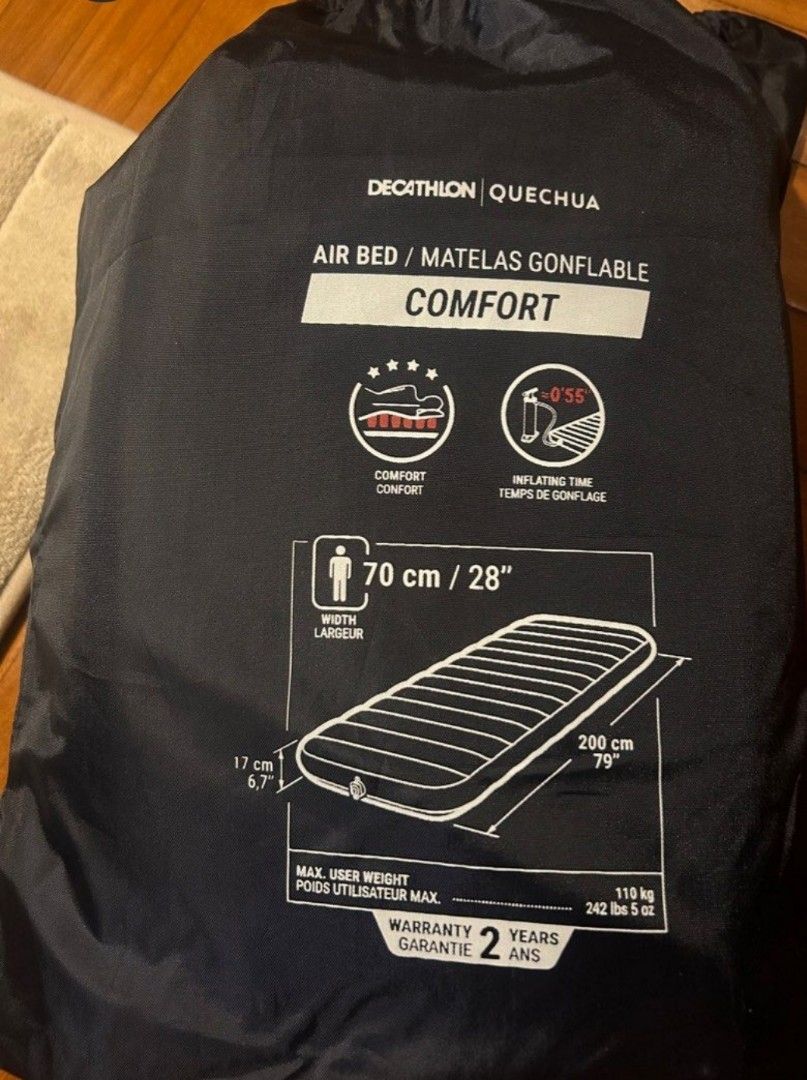 DECATHLON | QUECHUA
AIR BED / MATELAS GONFLABLE
COMFORT
≈0'55"
COMFORT
CONFORT
INFLATING TIME
TEMPS DE GONFLAGE
70 cm / 28”
WIDTH
LARGEUR
200 cm
79”
17 cm
6,7”
MAX. USER WEIGHT
POIDS UTILISATEUR MAX.
110 kg
242 lbs 5 oz
WARRANTY
GARANTIE
2
YEARS
ANS